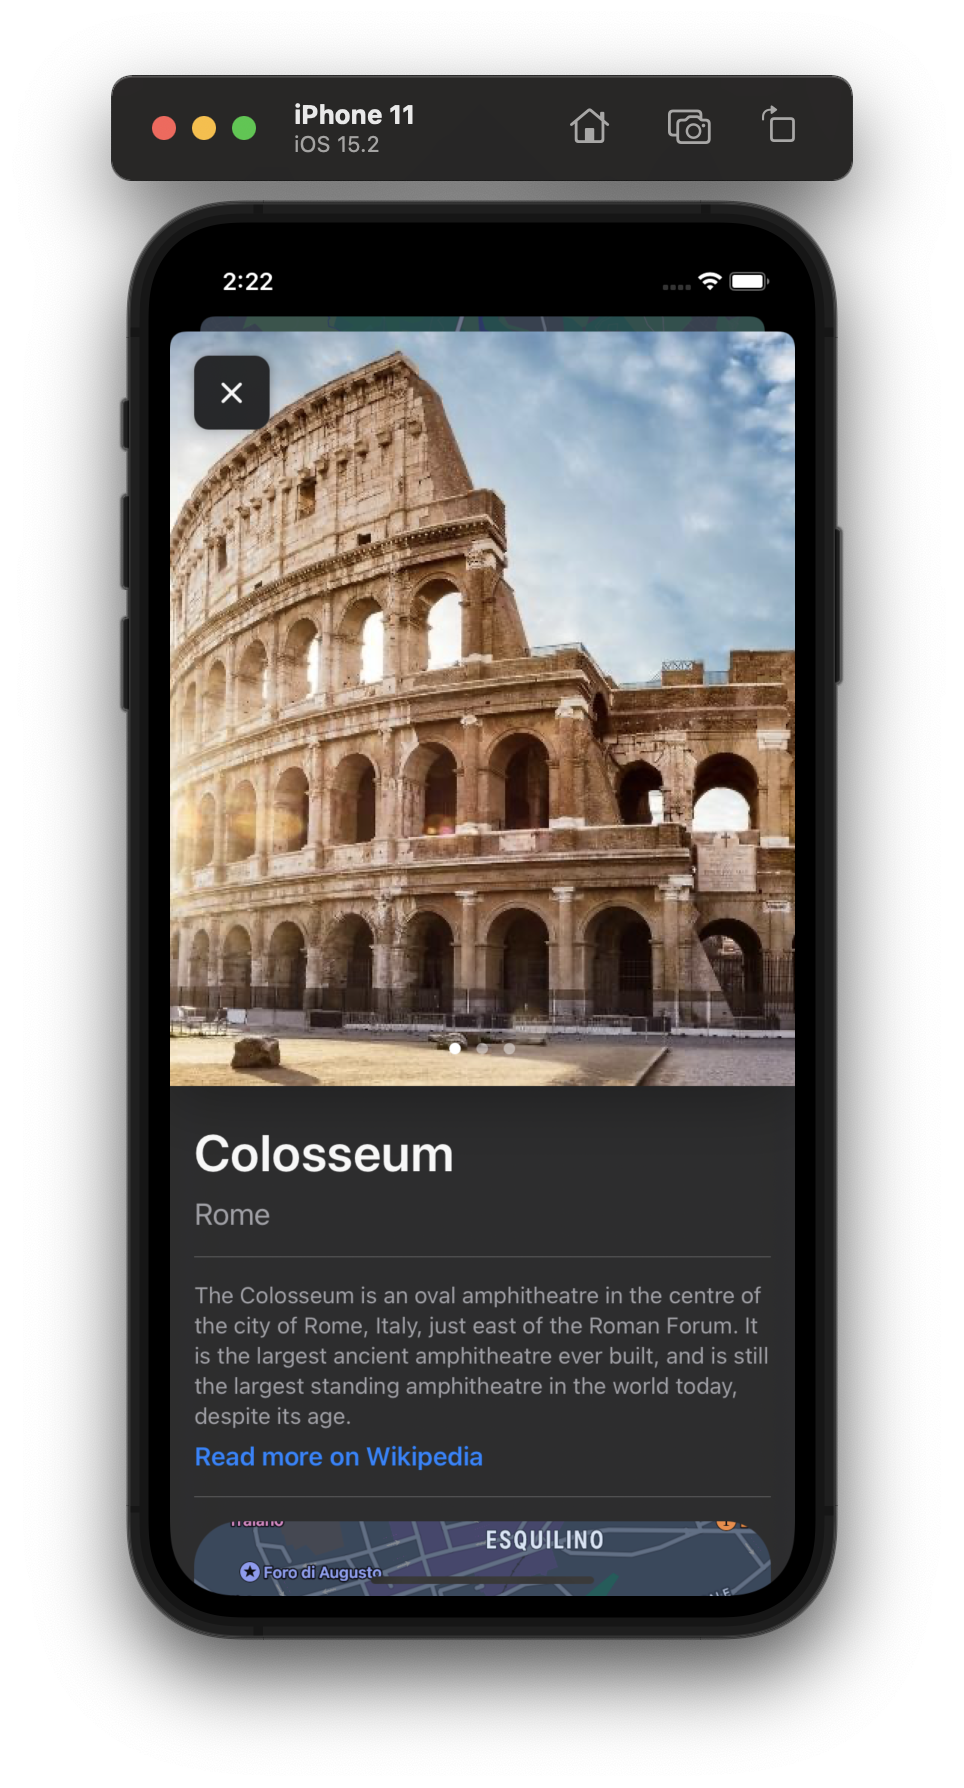 iPhone 11
iOS 15.2
2:22
Colosseum
Rome
The Colosseum is an oval amphitheatre in the centre of
the city of Rome, Italy, just east of the Roman Forum. It
is the largest ancient amphitheatre ever built, and is still
the largest standing amphitheatre in the world today,
despite its age.
Read more on Wikipedia
Traiano
ESQUILINO
Foro di Augusto